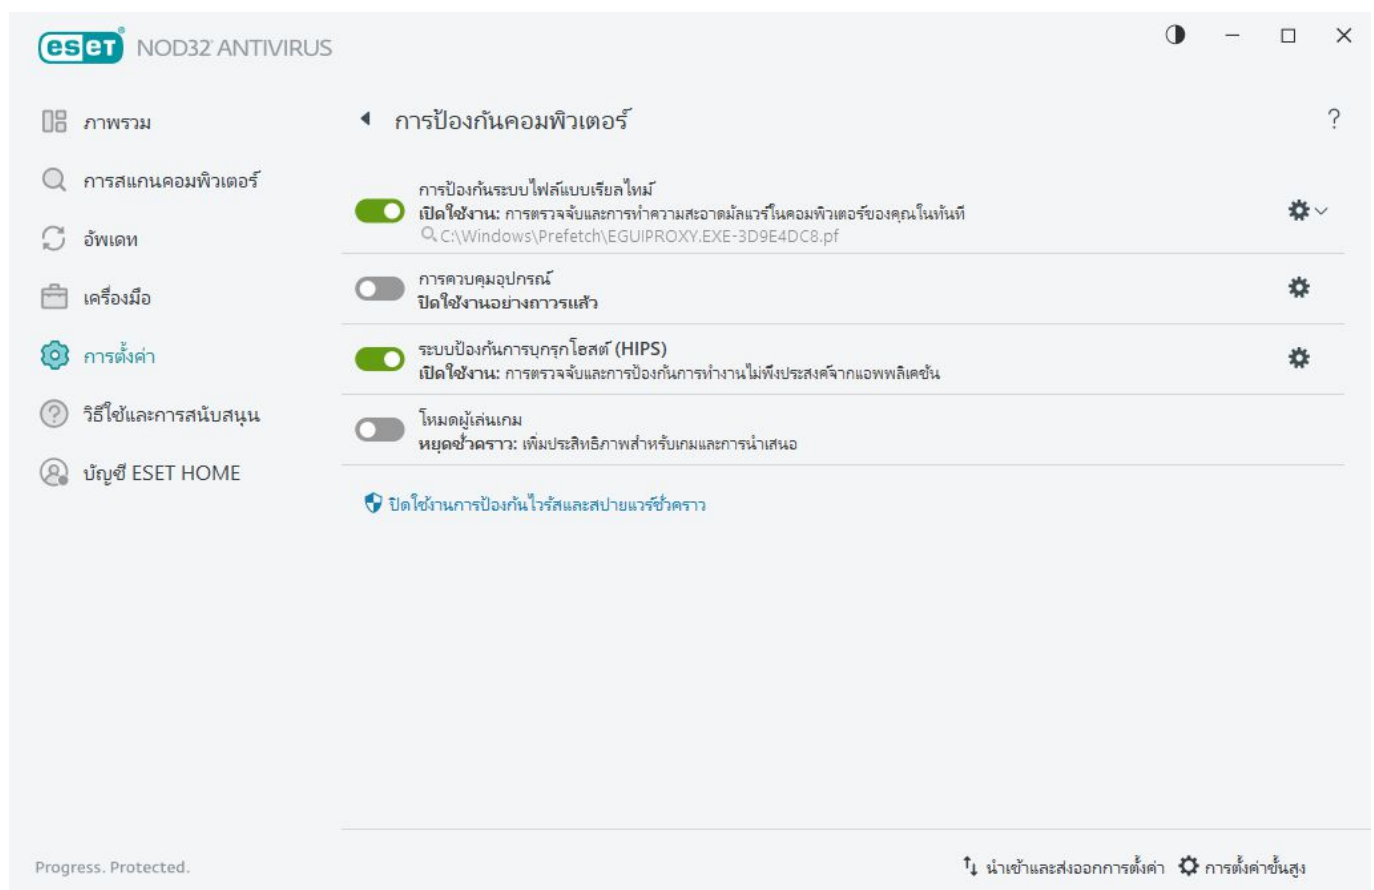 eset® NOD32® ANTIVIRUS
ภาพรวม
การสแกนคอมพิวเตอร์
อัพเดท
เครื่องมือ
การตั้งค่า
วิธีใช้และการสนับสนุน
บัญชี ESET HOME
การป้องกันคอมพิวเตอร์
?
การป้องกันระบบไฟล์แบบเรียลไทม์
เปิดใช้งาน: การตรวจจับและการทำความสะอาดมัลแวร์ในคอมพิวเตอร์ของคุณในทันที
C:\Windows\Prefetch\EGUIPROXY.EXE-3D9E4DC8.pf
การควบคุมอุปกรณ์
ปิดใช้งานอย่างถาวรแล้ว
ระบบป้องกันการบุกรุกโฮสต์ (HIPS)
เปิดใช้งาน: การตรวจจับและการป้องกันการทำงานไม่พึงประสงค์จากแอพพลิเคชัน
โหมดผู้เล่นเกม
หยุดชั่วคราว: เพิ่มประสิทธิภาพสำหรับเกมและการนำเสนอ
ปิดใช้งานการป้องกันไวรัสและสปายแวร์ชั่วคราว
Progress. Protected.
นำเข้าและส่งออกการตั้งค่า
การตั้งค่าขั้นสูง